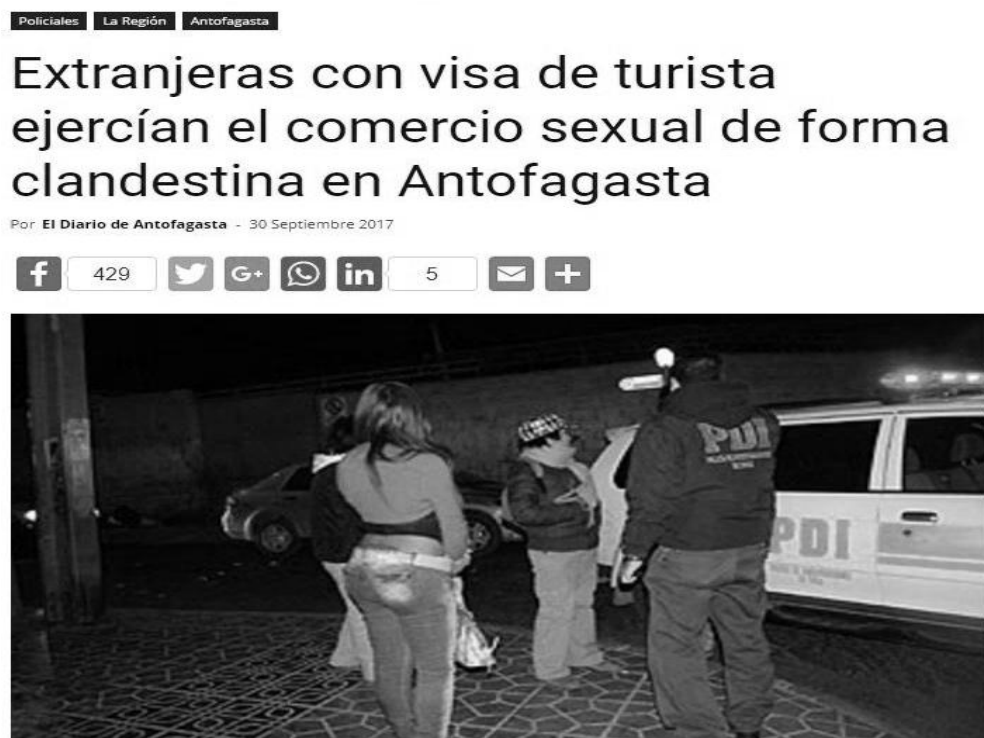 Policiales La Región Antofagasta
Extranjeras con visa de turista
ejercían el comercio sexual de forma
clandestina en Antofagasta
Por El Diario de Antofagasta - 30 Septiembre 2017
f 429 G+ in 5
PDI
PDI